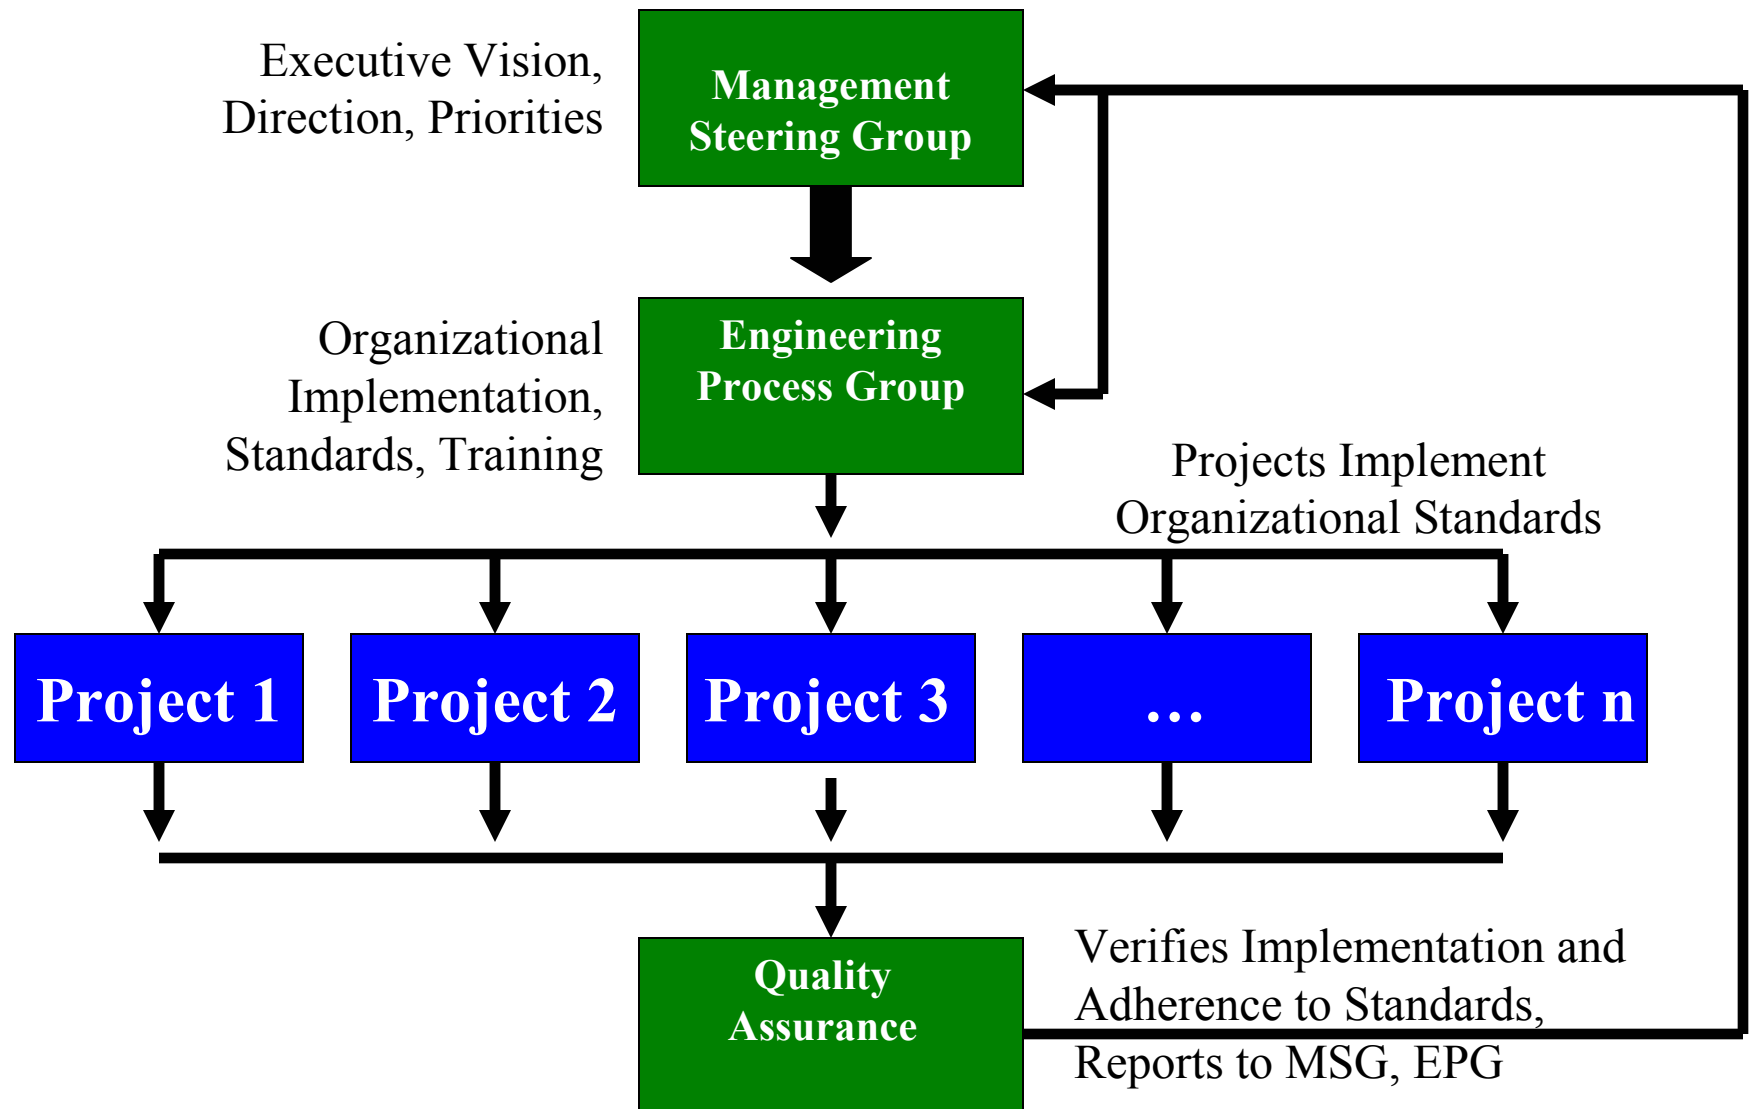 Executive Vision,
Direction, Priorities
Management
Steering Group
Organizational
Implementation,
Standards, Training
Engineering
Process Group
Projects Implement
Organizational Standards
Project 1
Project 2
Project 3
…
Project n
Quality
Assurance
Verifies Implementation and
Adherence to Standards,
Reports to MSG, EPG